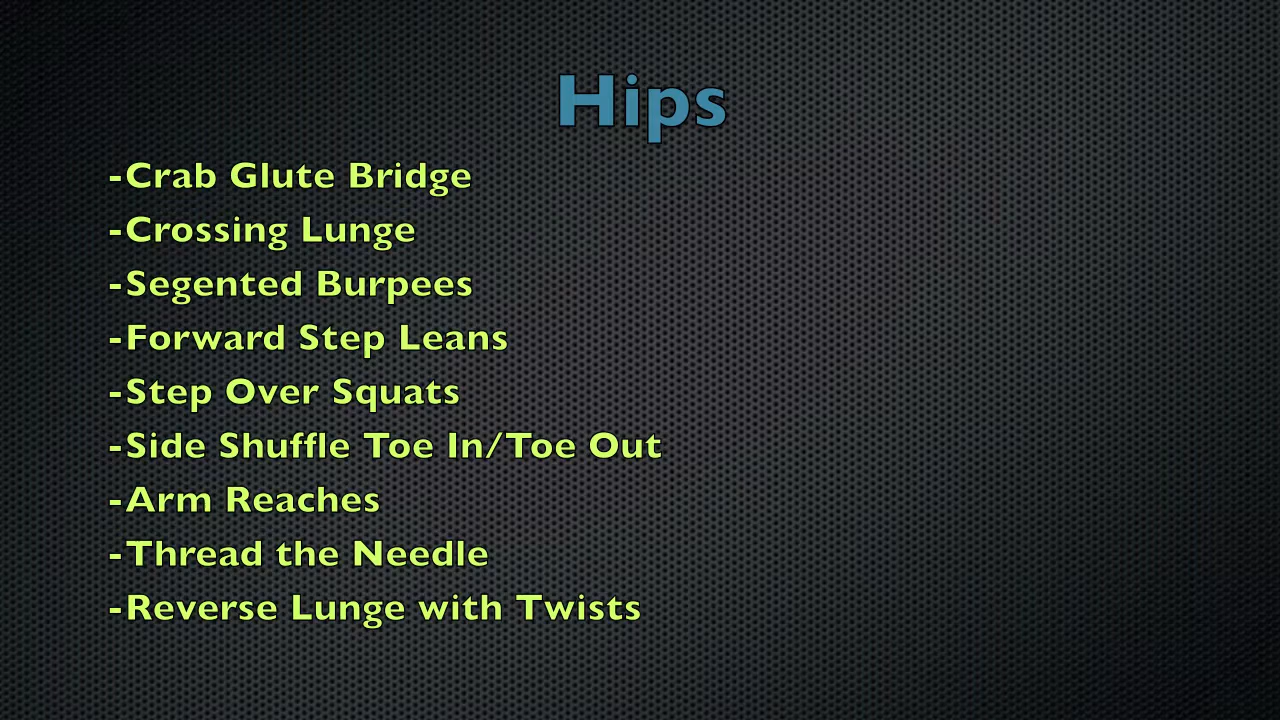 Hips
-Crab Glute Bridge
-Crossing Lunge
-Segented Burpees
-Forward Step Leans
-Step Over Squats
-Side Shuffle Toe In/Toe Out
-Arm Reaches
-Thread the Needle
-Reverse Lunge with Twists